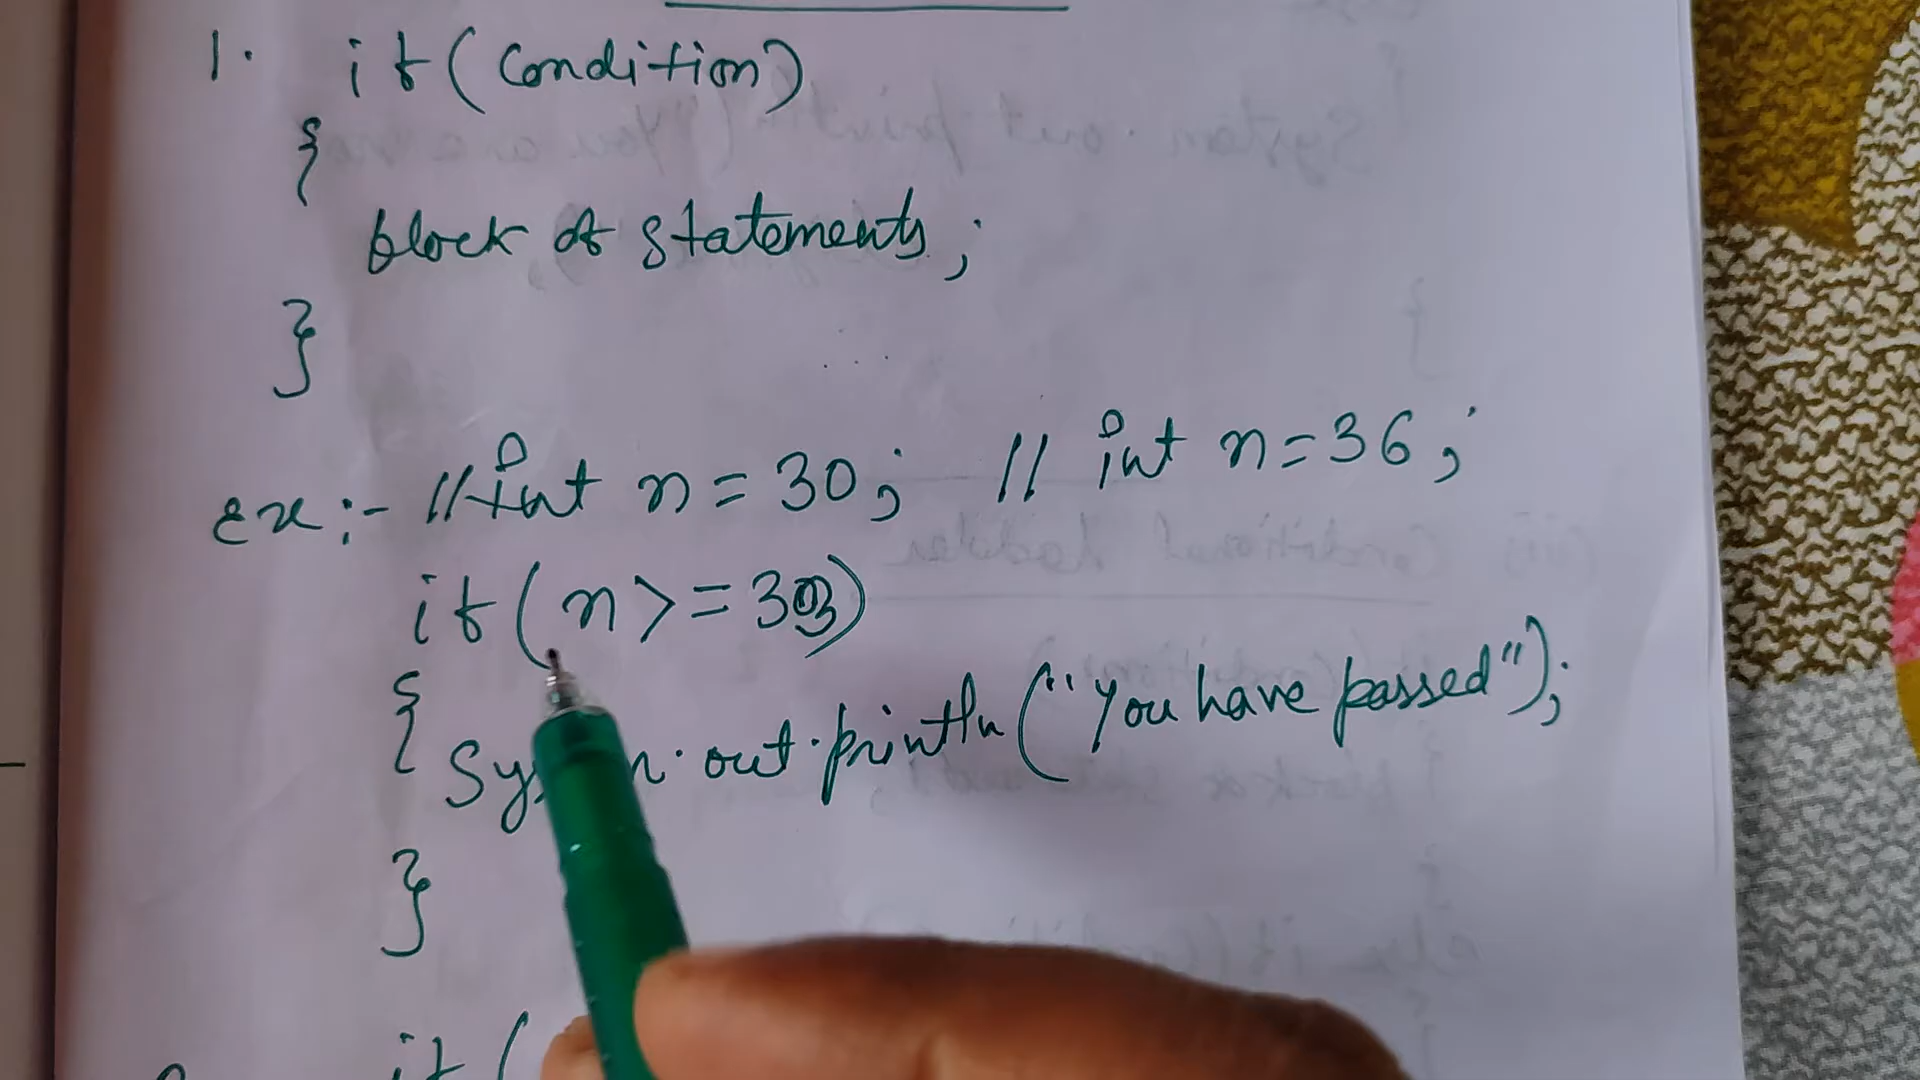 1. if (Condition)
{
block of statements;
}
ex:- // int n = 30; // int n = 36;
if (n >= 33)
{
System.out.println("You have passed");
}
if (